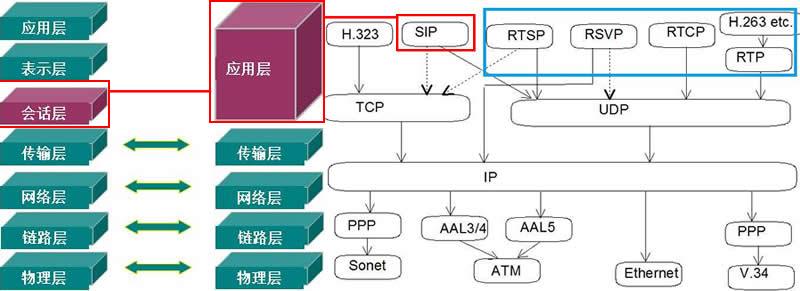 应用层
表示层
会话层
传输层
网络层
链路层
物理层
应用层
传输层
网络层
链路层
物理层
H.323
SIP
RTSP
RSVP
RTCP
H.263 etc.
RTP
TCP
UDP
IP
PPP
AAL3/4
AAL5
PPP
Sonet
ATM
Ethernet
V.34